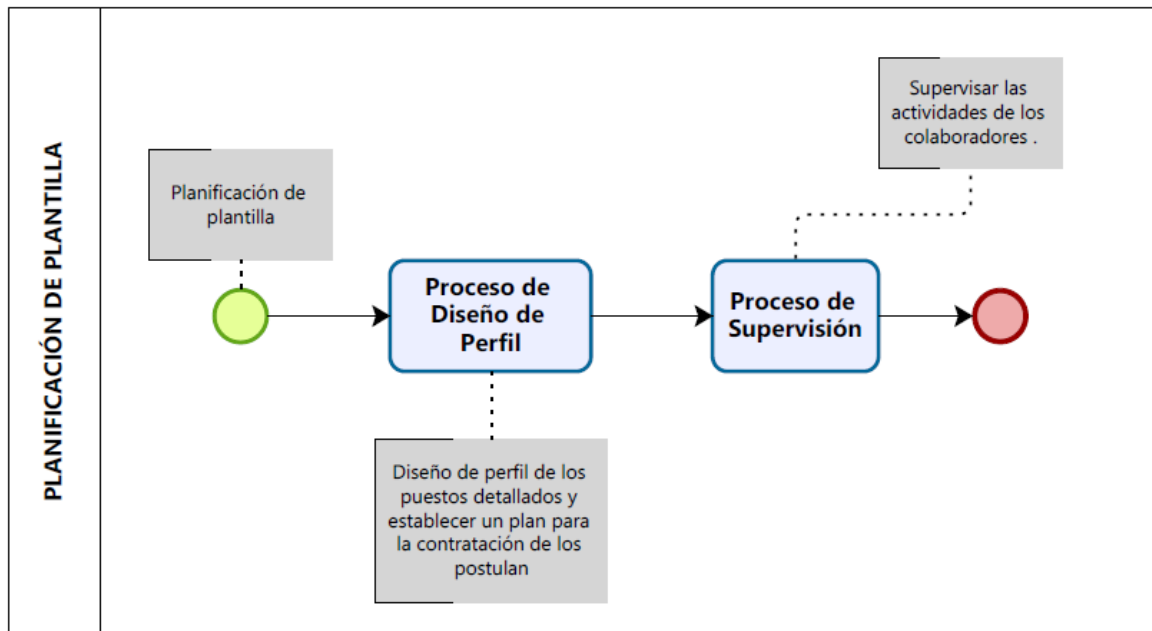 PLANIFICACIÓN DE PLANTILLA
Planificación de
plantilla
Proceso de
Diseño de
Perfil
Diseño de perfil de los
puestos detallados y
establecer un plan para
la contratación de los
postulan
Proceso de
Supervisión
Supervisar las
actividades de los
colaboradores .